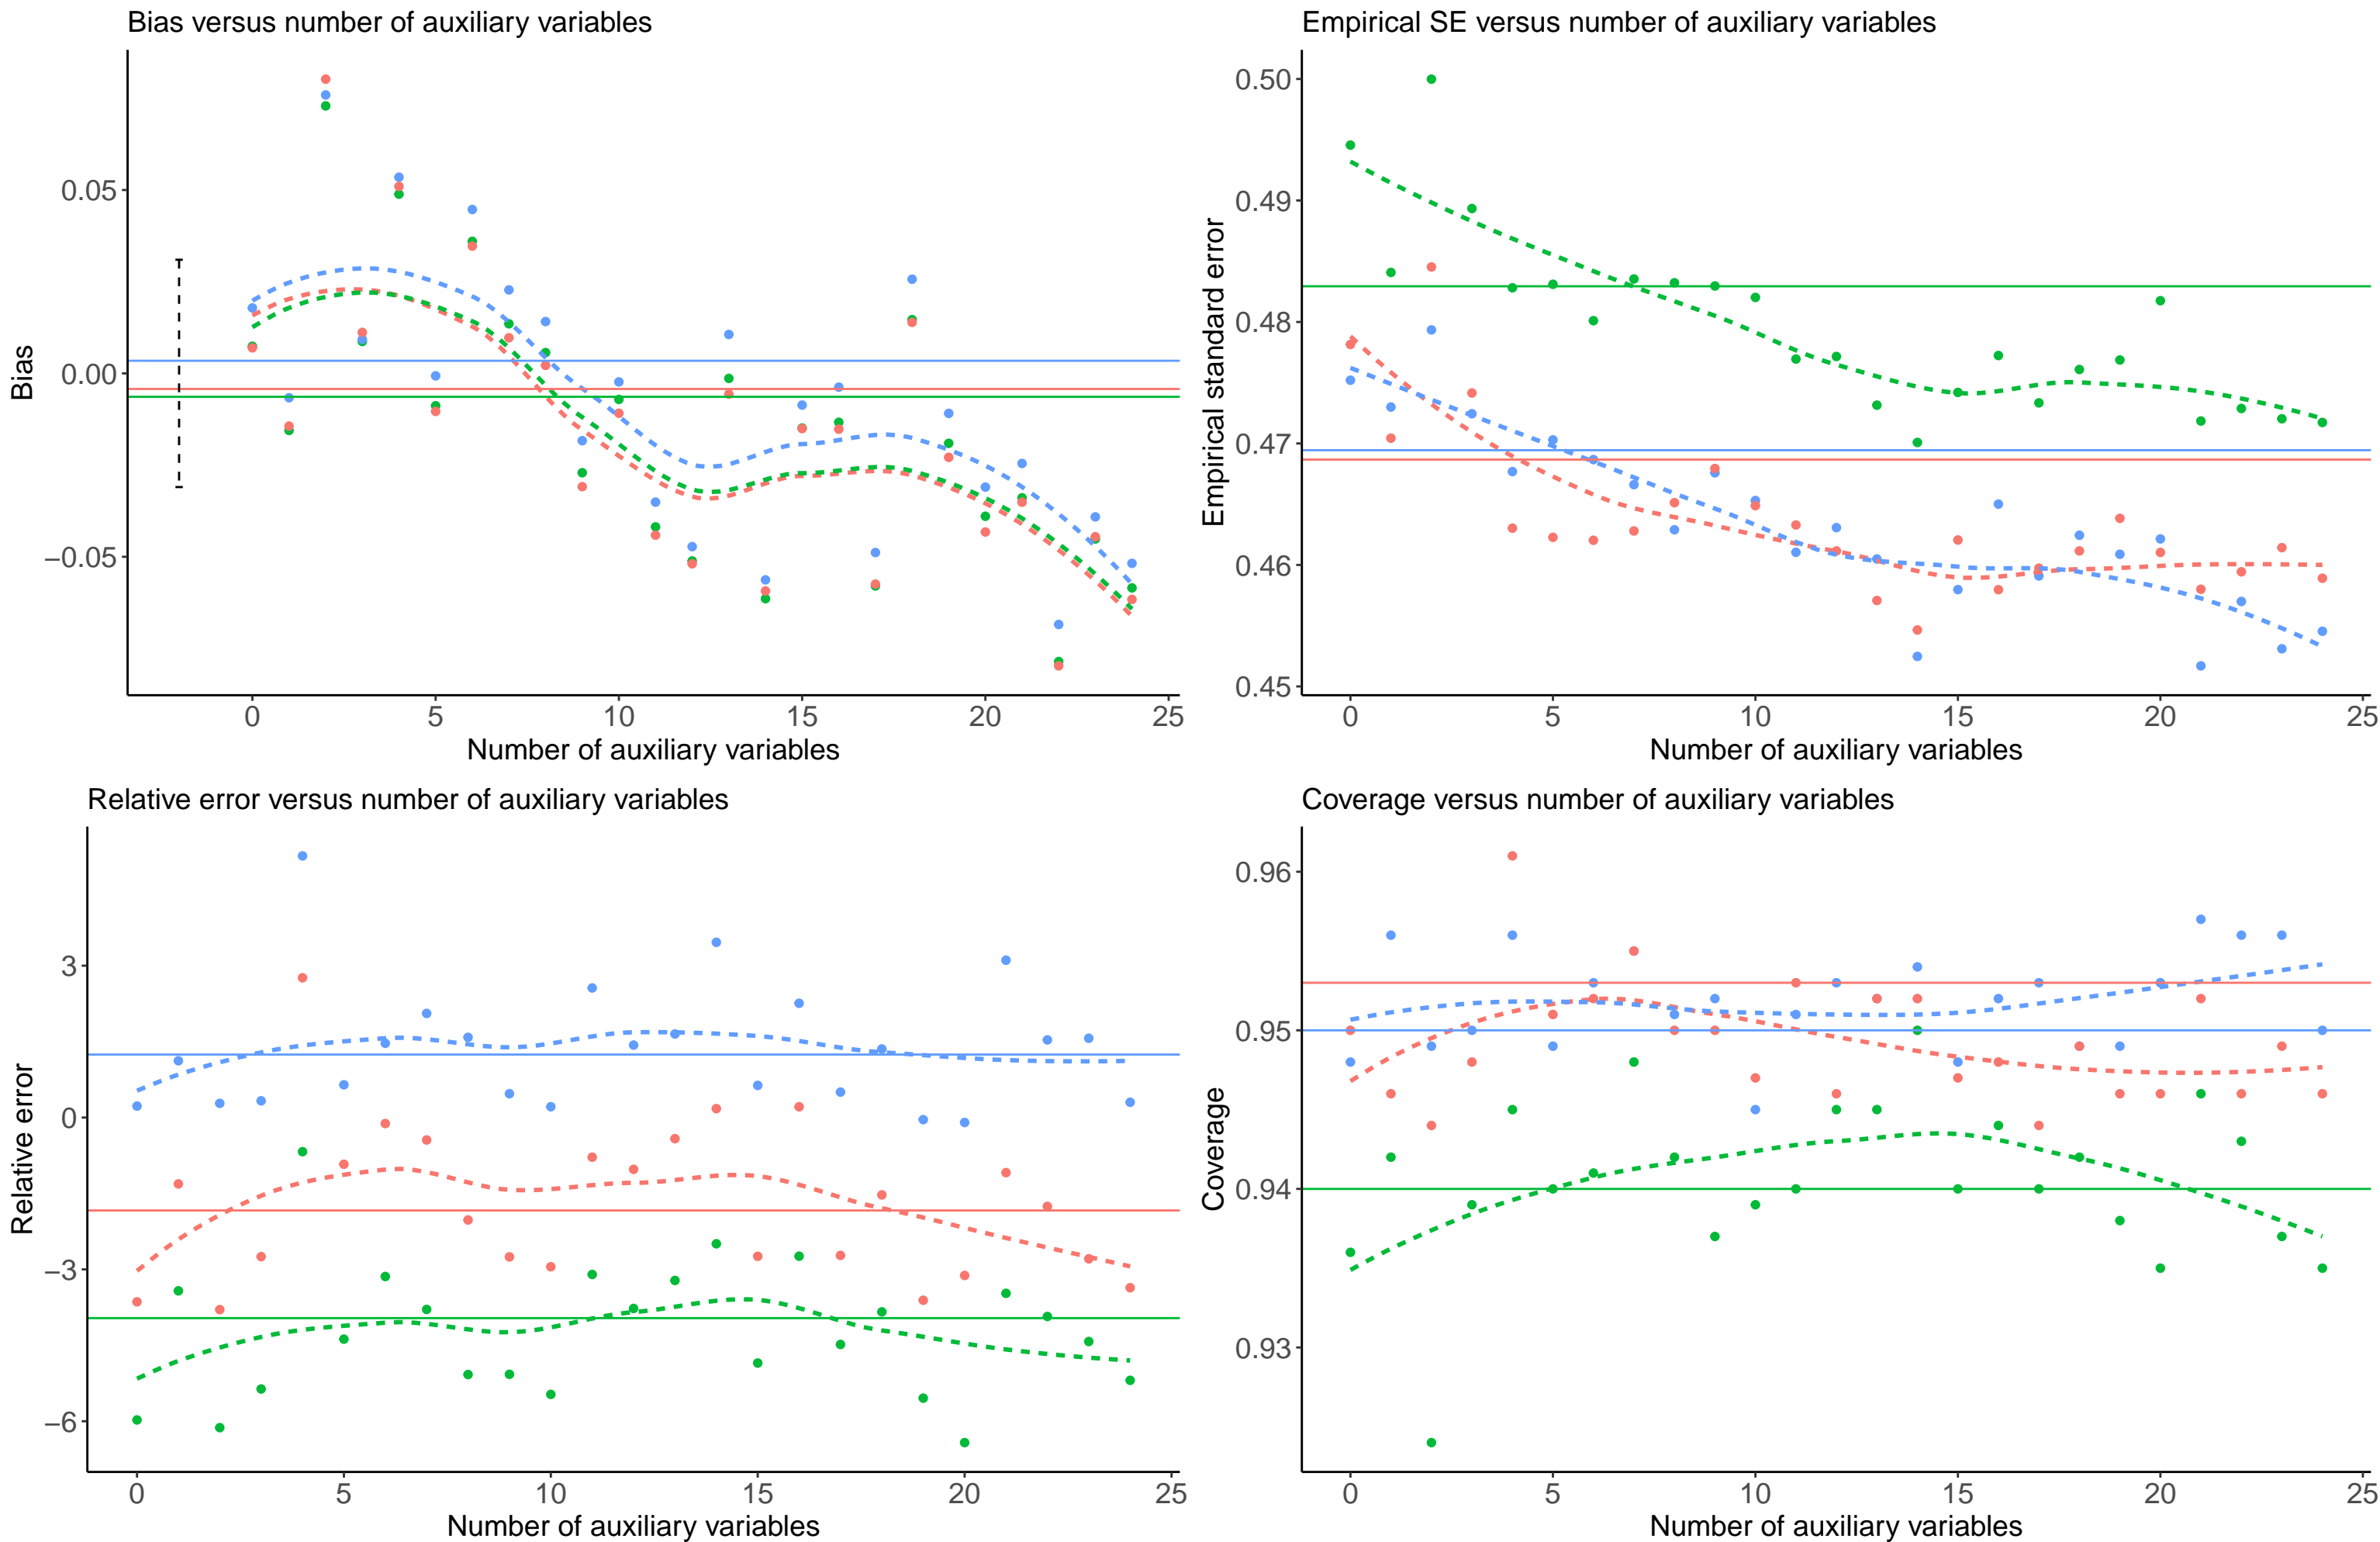 Bias versus number of auxiliary variables
0.05
0.00
−0.05
Bias
0 5 10 15 20 25
Number of auxiliary variables
Empirical SE versus number of auxiliary variables
0.50
0.49
0.48
0.47
0.46
0.45
Empirical standard error
0 5 10 15 20 25
Number of auxiliary variables
Relative error versus number of auxiliary variables
3
0
−3
−6
Relative error
0 5 10 15 20 25
Number of auxiliary variables
Coverage versus number of auxiliary variables
0.96
0.95
0.94
0.93
Coverage
0 5 10 15 20 25
Number of auxiliary variables